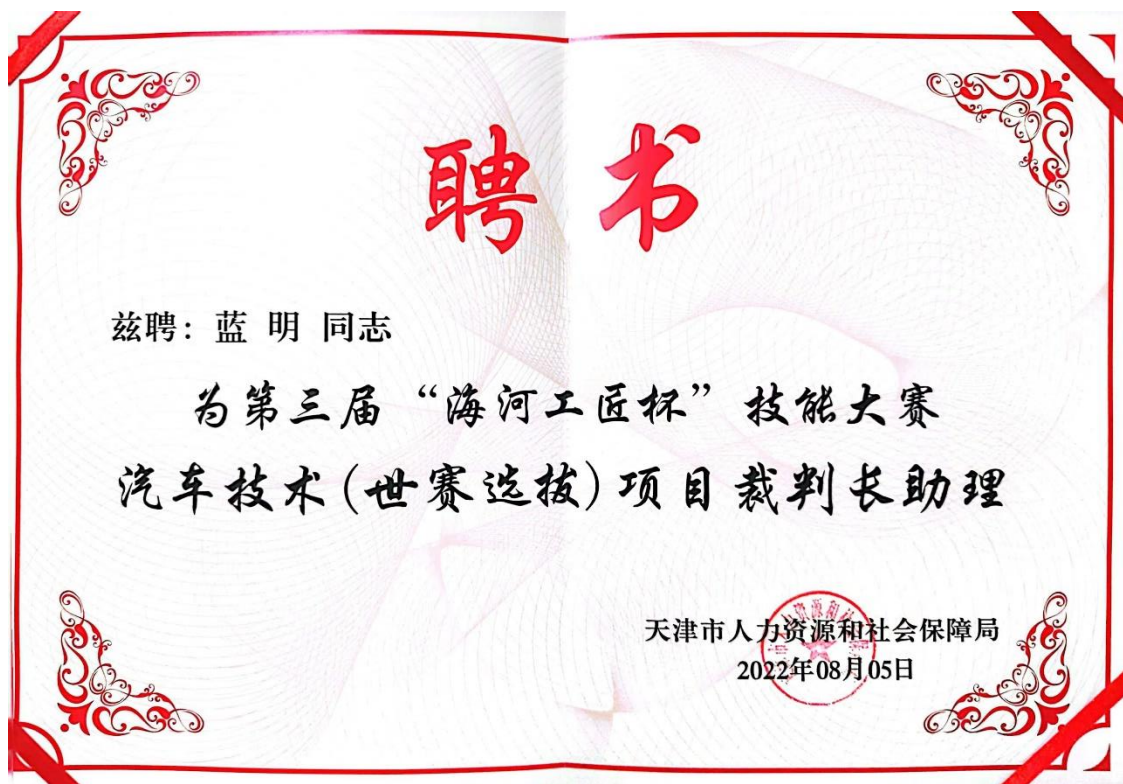 聘书
兹聘：蓝 明 同志
为第三届“海河工匠杯”技能大赛
汽车技术(世赛选拔)项目裁判长助理
天津市人力资源和社会保障局
2022年08月05日